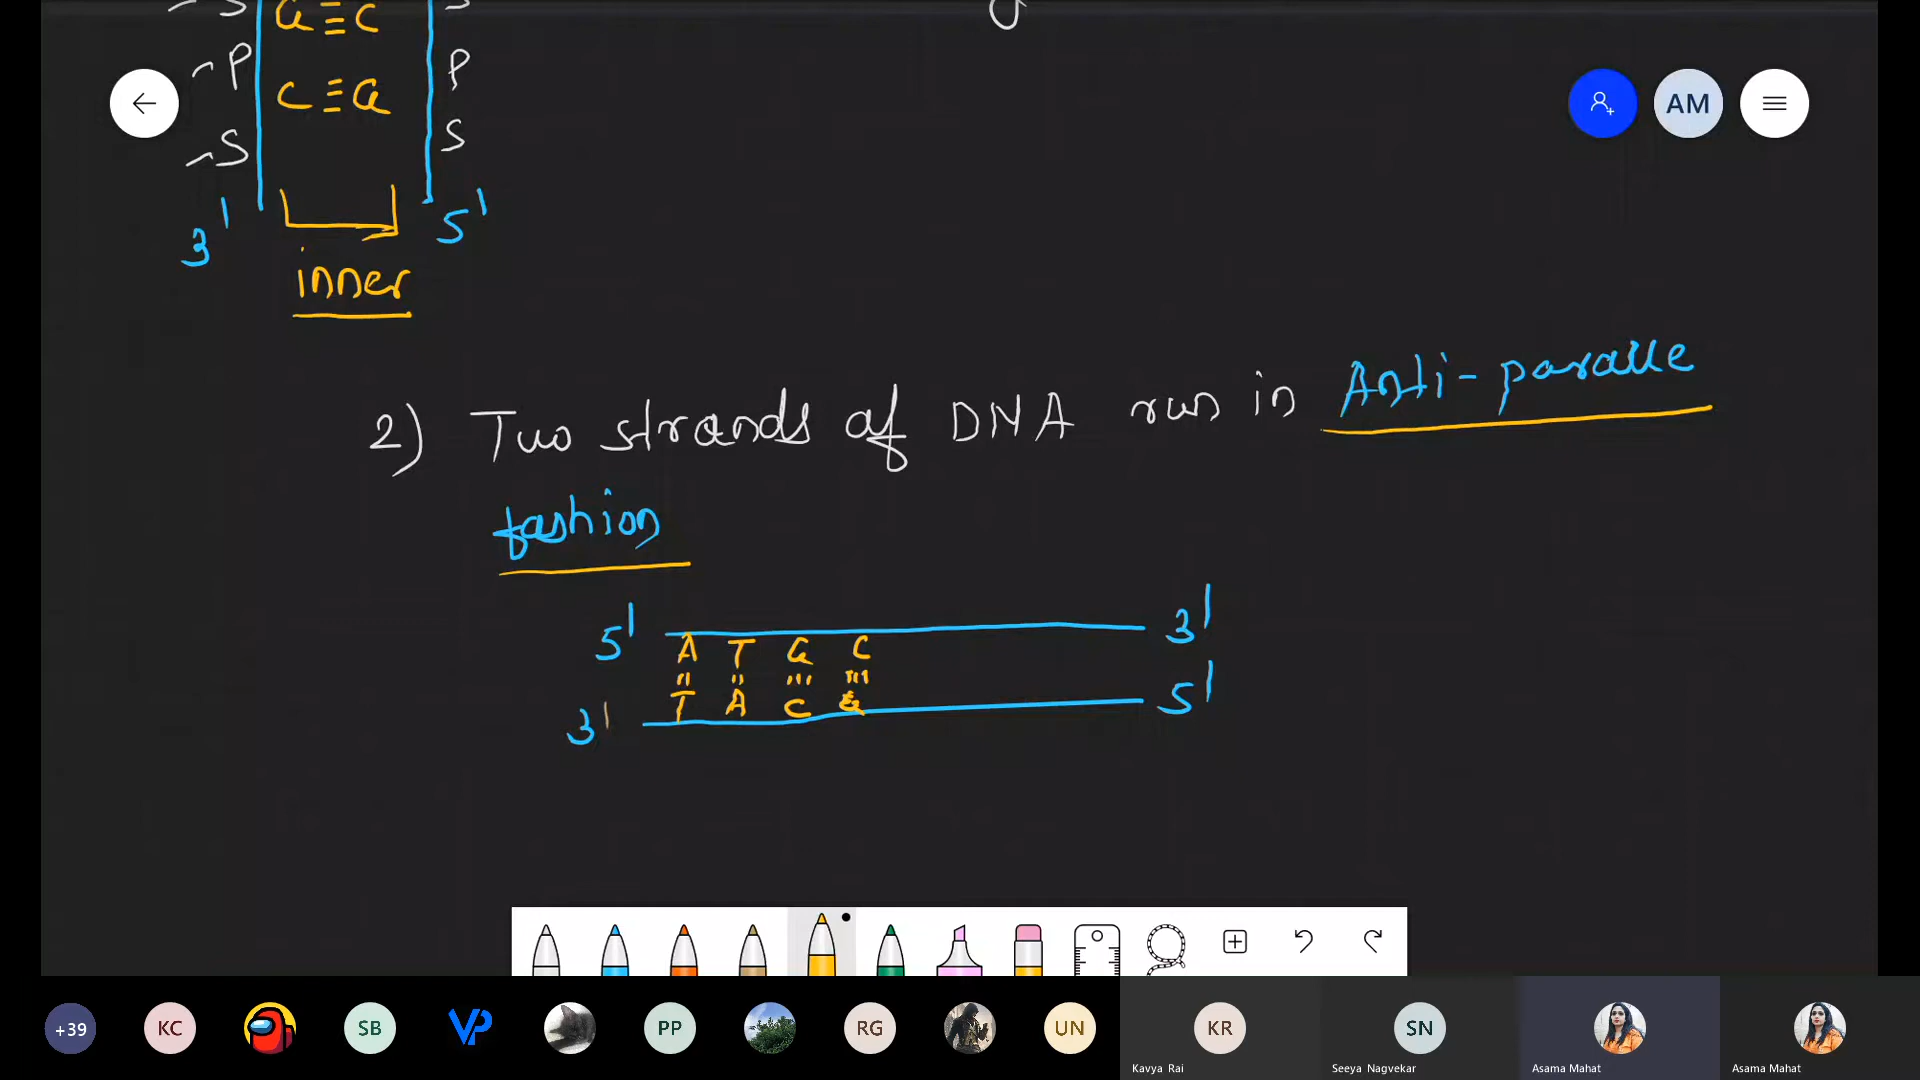 S S
G≡C
P P
C≡G
S S
AM
3' 5'
inner
2) Two strands of DNA run in Anti-paralle
fashion
5' A T G C 3'
3' T A C G 5'
+39 KC SB VP PP RG UN KR SN
Kavya Rai Seeya Nagvekar Asama Mahat Asama Mahat